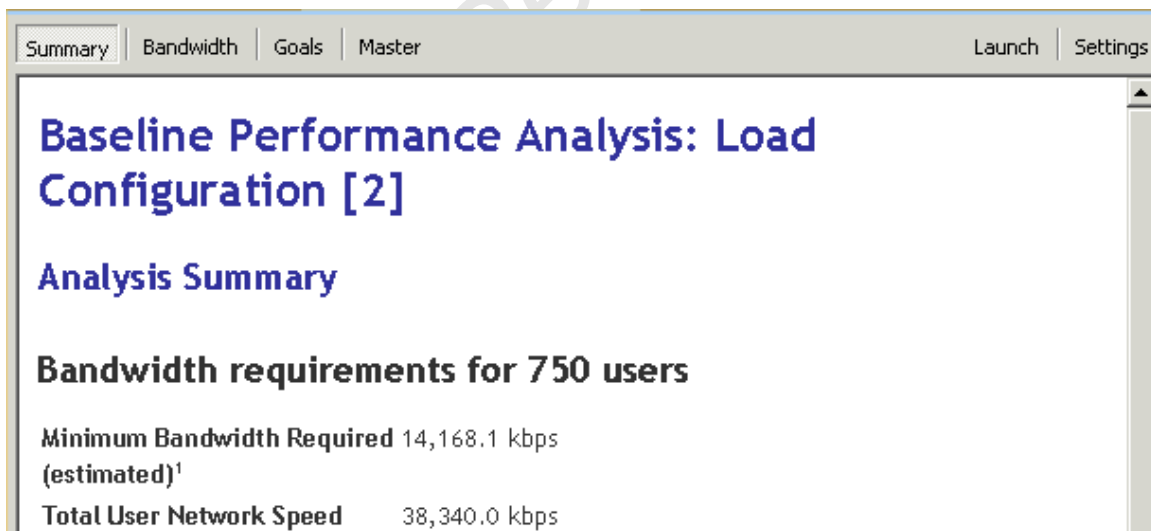 Summary Bandwidth Goals Master Launch Settings
Baseline Performance Analysis: Load
Configuration [2]
Analysis Summary
Bandwidth requirements for 750 users
Minimum Bandwidth Required 14,168.1 kbps
(estimated)¹
Total User Network Speed 38,340.0 kbps